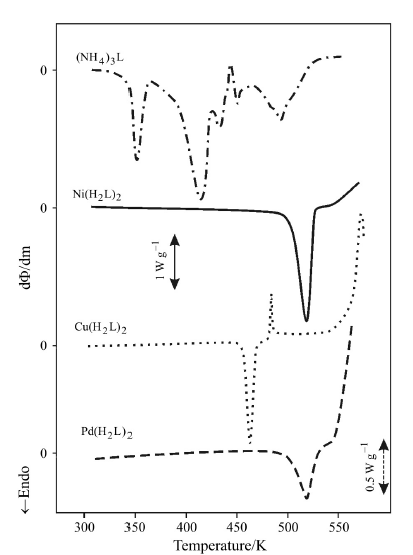 (NH₄)₃L
0
Ni(H₂L)₂
0
1 W g⁻¹
dΦ/dm
Cu(H₂L)₂
0
Pd(H₂L)₂
0
0.5 W g⁻¹
←Endo
300 350 400 450 500 550
Temperature/K